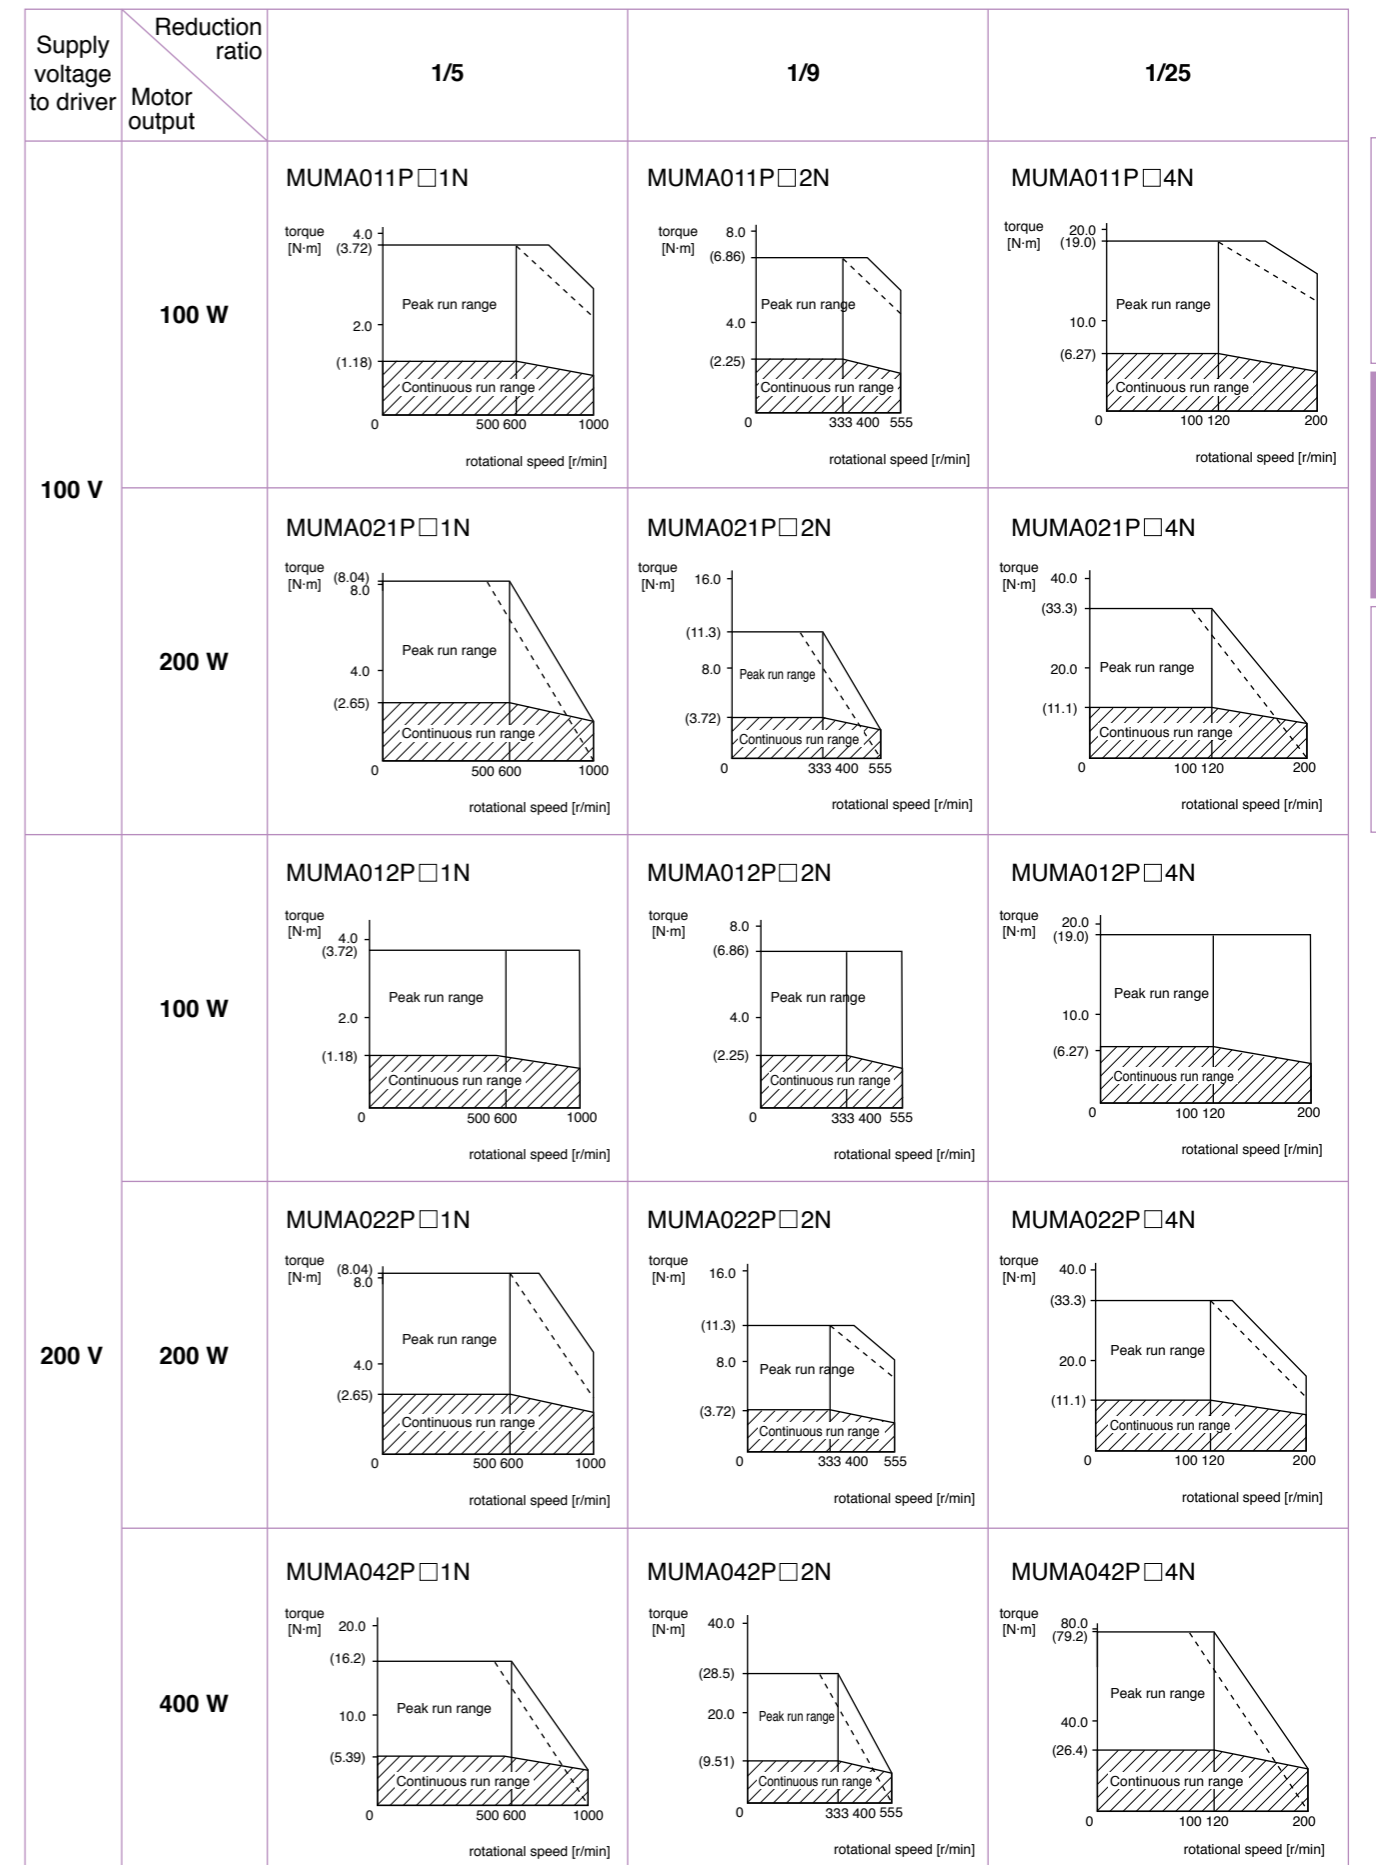 Supply
voltage
to driver
Reduction
ratio
Motor
output
1/5
1/9
1/25
100 V
100 W
MUMA011P□1N
torque
[N·m]
4.0
(3.72)
2.0
(1.18)
Peak run range
Continuous run range
0 500 600 1000
rotational speed [r/min]
MUMA011P□2N
torque
[N·m]
8.0
(6.86)
4.0
(2.25)
Peak run range
Continuous run range
0 333 400 555
rotational speed [r/min]
MUMA011P□4N
torque
[N·m]
20.0
(19.0)
10.0
(6.27)
Peak run range
Continuous run range
0 100 120 200
rotational speed [r/min]
200 W
MUMA021P□1N
torque
[N·m]
(8.04)
8.0
4.0
(2.65)
Peak run range
Continuous run range
0 500 600 1000
rotational speed [r/min]
MUMA021P□2N
torque
[N·m]
16.0
(11.3)
8.0
(3.72)
Peak run range
Continuous run range
0 333 400 555
rotational speed [r/min]
MUMA021P□4N
torque
[N·m]
40.0
(33.3)
20.0
(11.1)
Peak run range
Continuous run range
0 100 120 200
rotational speed [r/min]
200 V
100 W
MUMA012P□1N
torque
[N·m]
4.0
(3.72)
2.0
(1.18)
Peak run range
Continuous run range
0 500 600 1000
rotational speed [r/min]
MUMA012P□2N
torque
[N·m]
8.0
(6.86)
4.0
(2.25)
Peak run range
Continuous run range
0 333 400 555
rotational speed [r/min]
MUMA012P□4N
torque
[N·m]
20.0
(19.0)
10.0
(6.27)
Peak run range
Continuous run range
0 100 120 200
rotational speed [r/min]
200 W
MUMA022P□1N
torque
[N·m]
(8.04)
8.0
4.0
(2.65)
Peak run range
Continuous run range
0 500 600 1000
rotational speed [r/min]
MUMA022P□2N
torque
[N·m]
16.0
(11.3)
8.0
(3.72)
Peak run range
Continuous run range
0 333 400 555
rotational speed [r/min]
MUMA022P□4N
torque
[N·m]
40.0
(33.3)
20.0
(11.1)
Peak run range
Continuous run range
0 100 120 200
rotational speed [r/min]
400 W
MUMA042P□1N
torque
[N·m]
20.0
(16.2)
10.0
(5.39)
Peak run range
Continuous run range
0 500 600 1000
rotational speed [r/min]
MUMA042P□2N
torque
[N·m]
40.0
(28.5)
20.0
(9.51)
Peak run range
Continuous run range
0 333 400 555
rotational speed [r/min]
MUMA042P□4N
torque
[N·m]
80.0
(79.2)
40.0
(26.4)
Peak run range
Continuous run range
0 100 120 200
rotational speed [r/min]